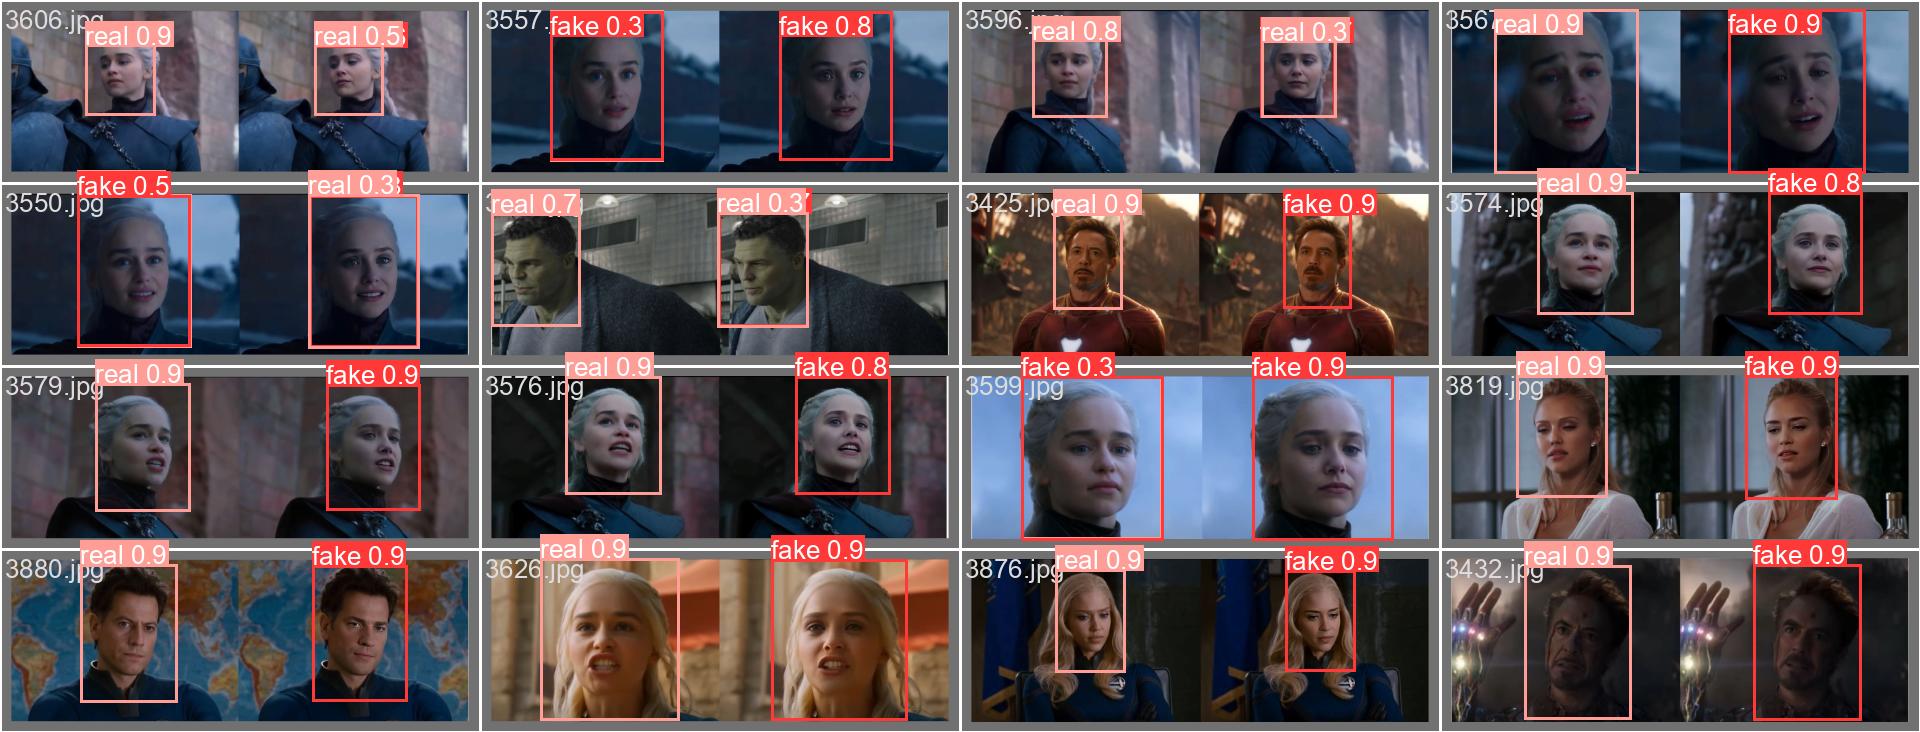 3606.jpg
real 0.9
real 0.5
3557.
fake 0.3
fake 0.8
3596.
real 0.8
real 0.3
3567
real 0.9
fake 0.9
3550.jpg
fake 0.5
real 0.3
real 0.7
real 0.3
3425.jpg
real 0.9
fake 0.9
3574.jpg
real 0.9
fake 0.8
3579.jpg
real 0.9
fake 0.9
3576.jpg
real 0.9
fake 0.8
3599.jpg
fake 0.3
fake 0.9
3819.jpg
real 0.9
fake 0.9
3880.jpg
real 0.9
fake 0.9
3626.jpg
real 0.9
fake 0.9
3876.jpg
real 0.9
fake 0.9
3432.jpg
real 0.9
fake 0.9